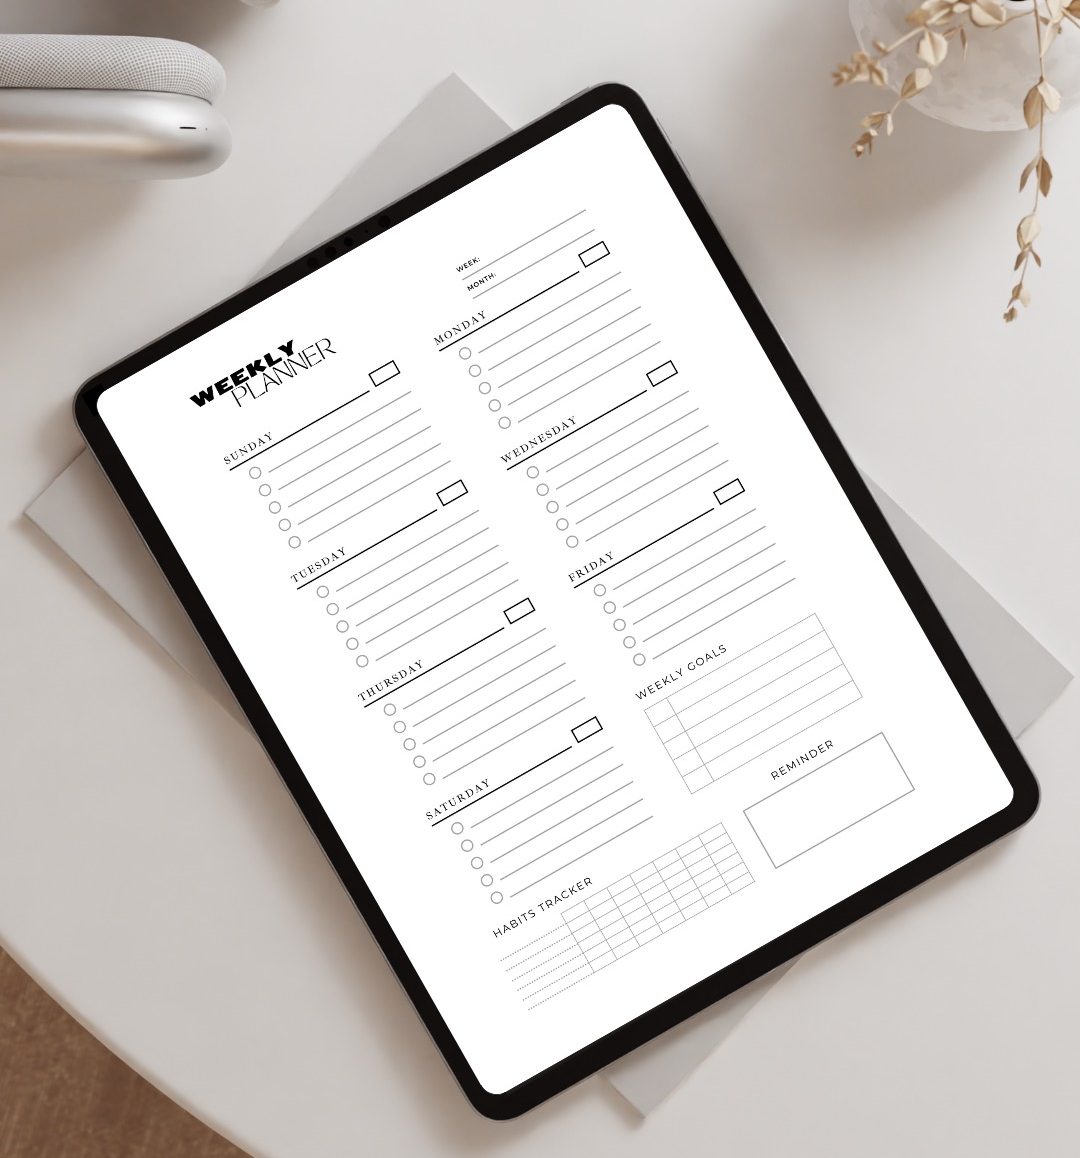 WEEKLY
PLANNER
WEEK:
MONTH:
SUNDAY
MONDAY
TUESDAY
WEDNESDAY
THURSDAY
FRIDAY
SATURDAY
WEEKLY GOALS
HABITS TRACKER
REMINDER